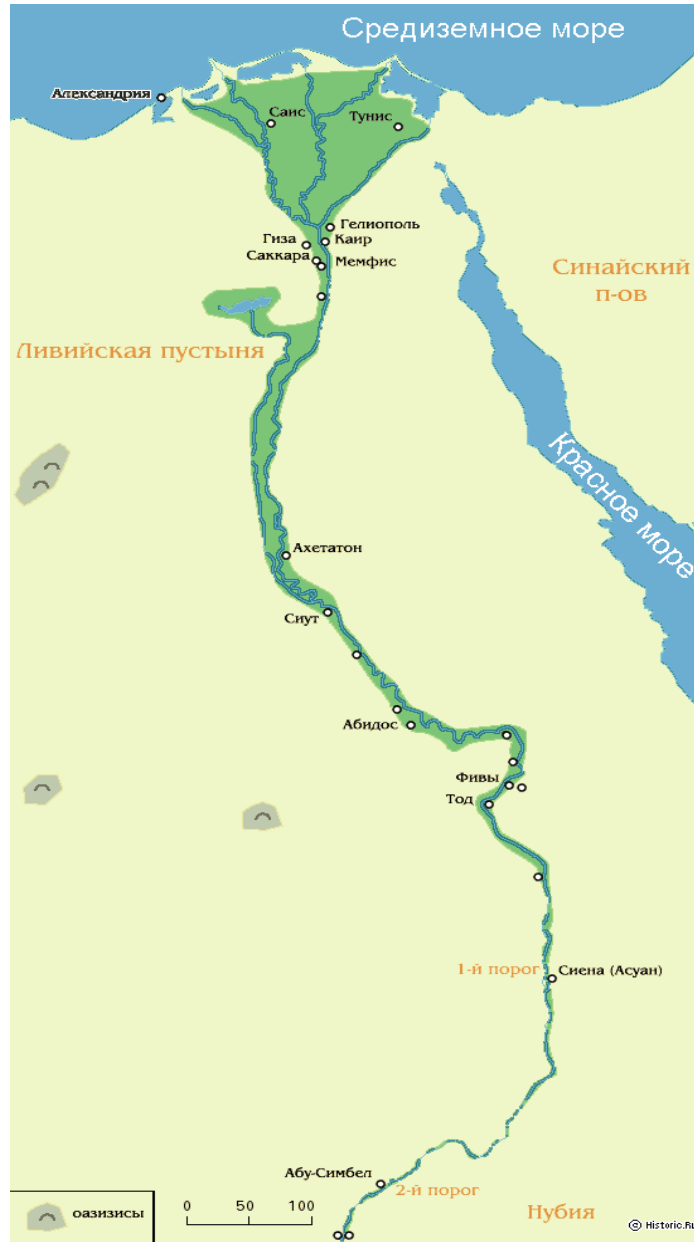 Средиземное море
Александрия
Саис
Тунис
Гелиополь
Гиза
Каир
Саккара
Мемфис
Синайский
п-ов
Ливийская пустыня
Красное море
Ахетатон
Сиут
Абидос
Фивы
Тод
1-й порог
Сиена (Асуан)
Абу-Симбел
2-й порог
Нубия
оазизисы
0 50 100
© Historic.Ru